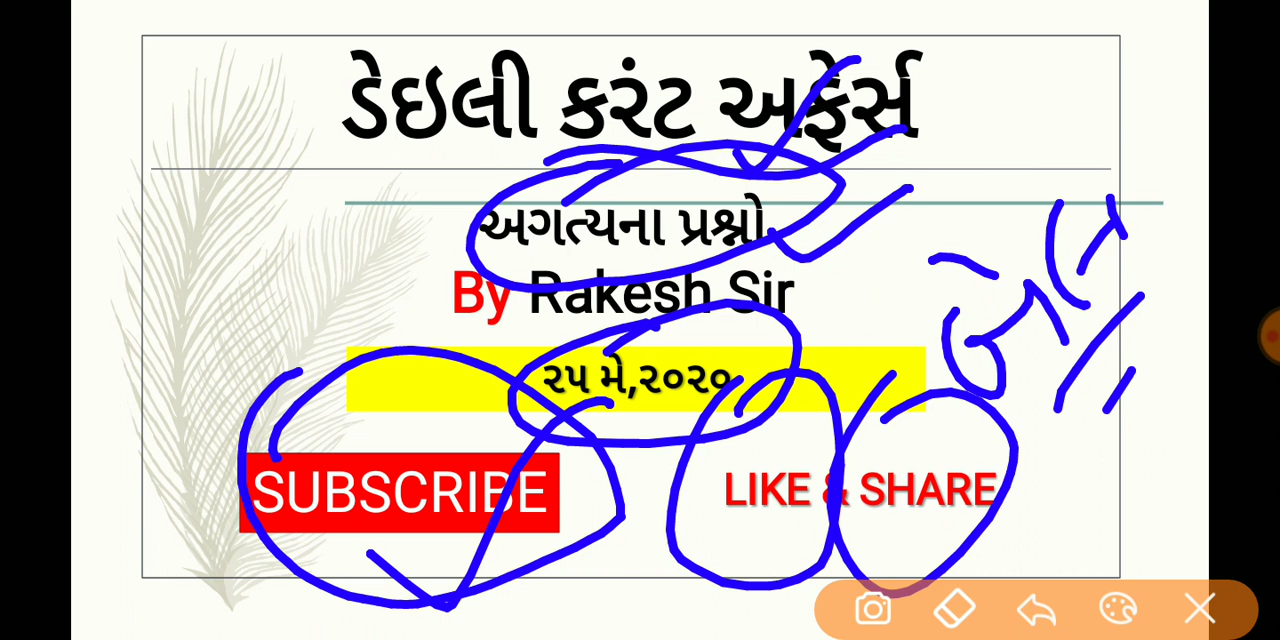 ડેઇલી કરંટ અફેર્સ
અગત્યના પ્રશ્નો
By Rakesh Sir
૨૫ મે,૨૦૨૦
SUBSCRIBE
LIKE & SHARE